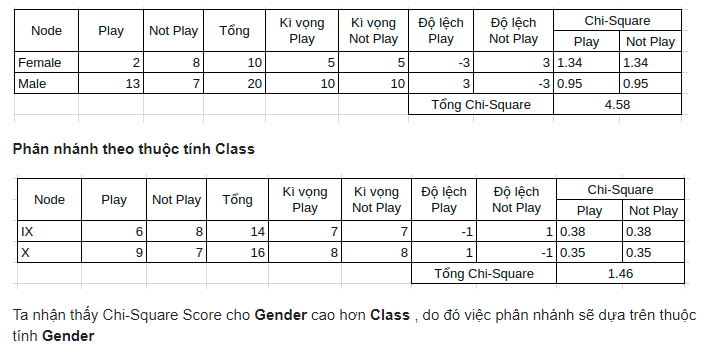 Node Play Not Play Tổng Kì vọng Play Kì vọng Not Play Độ lệch Play Độ lệch Not Play Chi-Square
Play Not Play
Female 2 8 10 5 5 -3 3 1.34 1.34
Male 13 7 20 10 10 3 -3 0.95 0.95
Tổng Chi-Square 4.58
Phân nhánh theo thuộc tính Class
Node Play Not Play Tổng Kì vọng Play Kì vọng Not Play Độ lệch Play Độ lệch Not Play Chi-Square
Play Not Play
IX 6 8 14 7 7 -1 1 0.38 0.38
X 9 7 16 8 8 1 -1 0.35 0.35
Tổng Chi-Square 1.46
Ta nhận thấy Chi-Square Score cho Gender cao hơn Class , do đó việc phân nhánh sẽ dựa trên thuộc
tính Gender